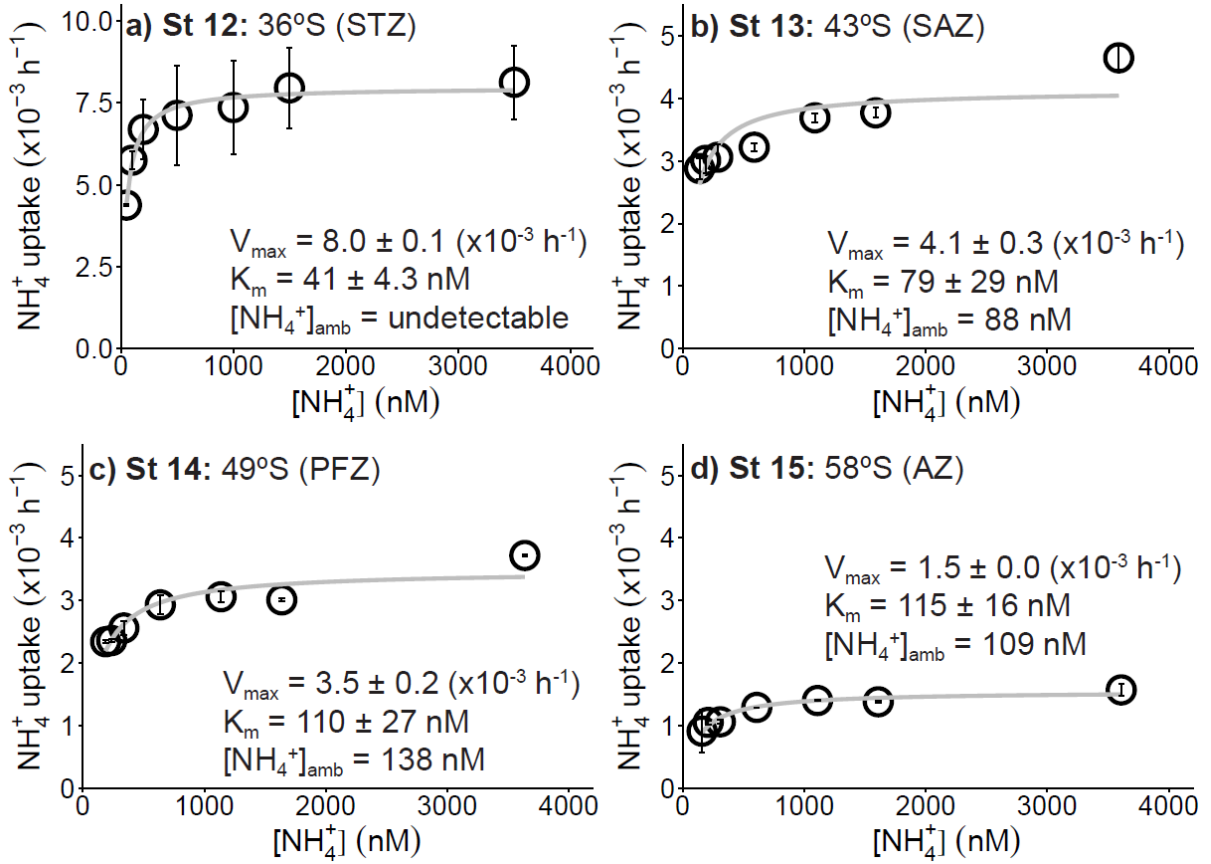 a) St 12: 36°S (STZ)
NH₄⁺ uptake (x10⁻³ h⁻¹)
10.0
7.5
5.0
2.5
0.0
Vmax = 8.0 ± 0.1 (x10⁻³ h⁻¹)
Km = 41 ± 4.3 nM
[NH₄⁺]amb = undetectable
0 1000 2000 3000 4000
[NH₄⁺] (nM)
b) St 13: 43°S (SAZ)
NH₄⁺ uptake (x10⁻³ h⁻¹)
5
4
3
2
1
0
Vmax = 4.1 ± 0.3 (x10⁻³ h⁻¹)
Km = 79 ± 29 nM
[NH₄⁺]amb = 88 nM
0 1000 2000 3000 4000
[NH₄⁺] (nM)
c) St 14: 49°S (PFZ)
NH₄⁺ uptake (x10⁻³ h⁻¹)
5
4
3
2
1
0
Vmax = 3.5 ± 0.2 (x10⁻³ h⁻¹)
Km = 110 ± 27 nM
[NH₄⁺]amb = 138 nM
0 1000 2000 3000 4000
[NH₄⁺] (nM)
d) St 15: 58°S (AZ)
NH₄⁺ uptake (x10⁻³ h⁻¹)
5
4
3
2
1
0
Vmax = 1.5 ± 0.0 (x10⁻³ h⁻¹)
Km = 115 ± 16 nM
[NH₄⁺]amb = 109 nM
0 1000 2000 3000 4000
[NH₄⁺] (nM)